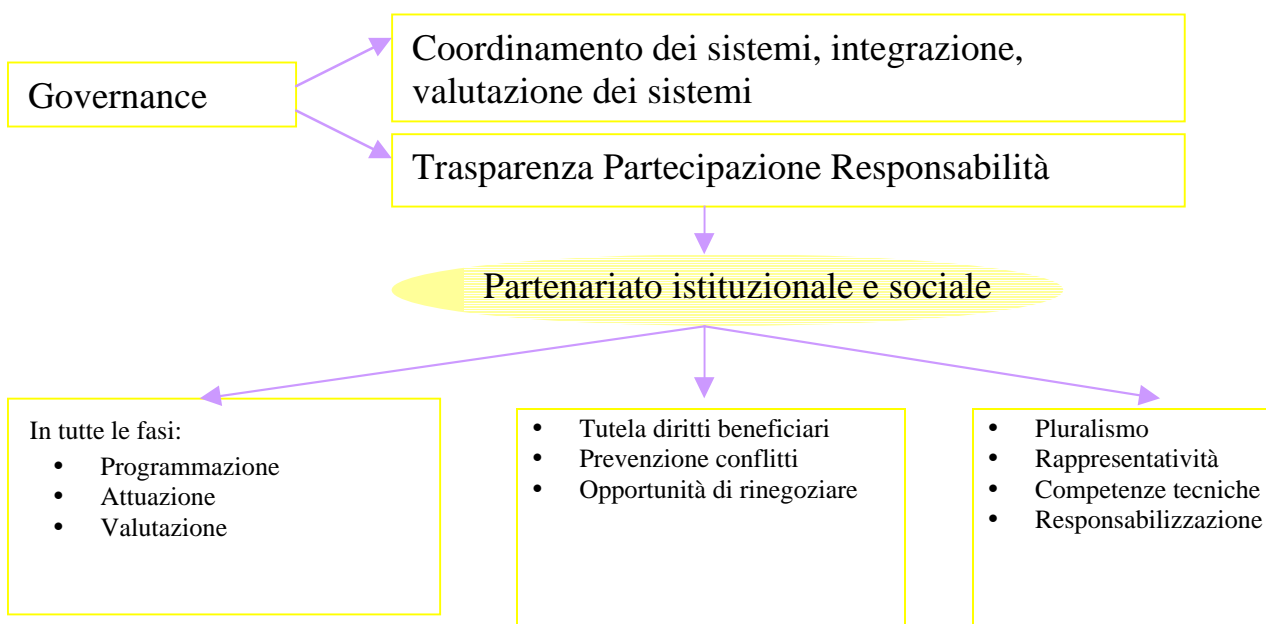 Governance
Coordinamento dei sistemi, integrazione,
valutazione dei sistemi
Trasparenza Partecipazione Responsabilità
Partenariato istituzionale e sociale
In tutte le fasi:
• Programmazione
• Attuazione
• Valutazione
• Tutela diritti beneficiari
• Prevenzione conflitti
• Opportunità di rinegoziare
• Pluralismo
• Rappresentatività
• Competenze tecniche
• Responsabilizzazione